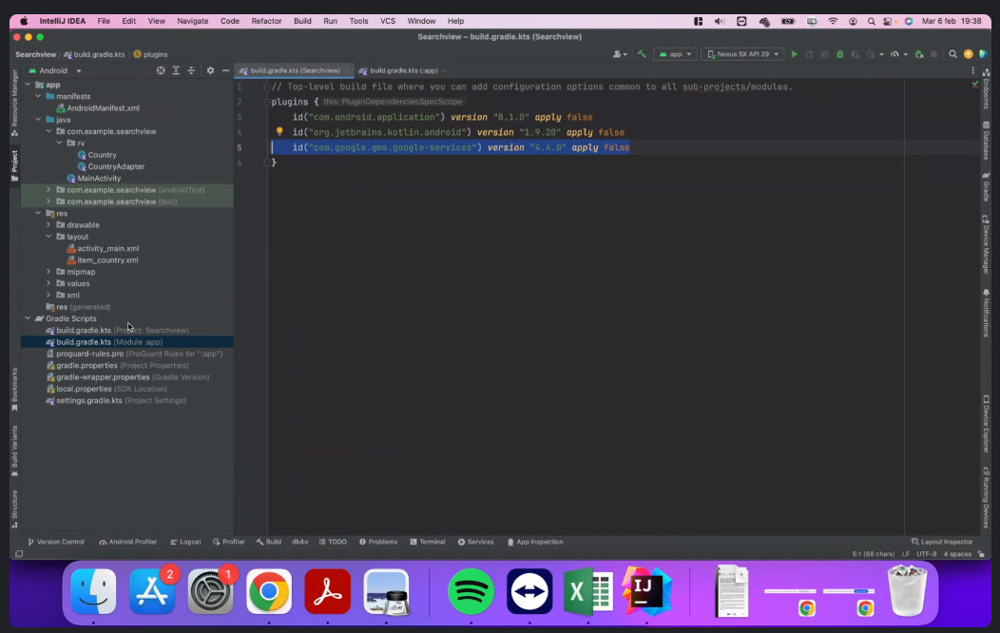 IntelliJ IDEA File Edit View Navigate Code Refactor Build Run Tools VCS Window Help Mar 6 feb 19:38
Searchview – build.gradle.kts (Searchview)
Searchview build.gradle.kts plugins
app Nexus 5X API 29
Android
build.gradle.kts (Searchview) build.gradle.kts (:app)
app
manifests
AndroidManifest.xml
java
com.example.searchview
rv
Country
CountryAdapter
MainActivity
com.example.searchview (androidTest)
com.example.searchview (test)
res
drawable
layout
activity_main.xml
item_country.xml
mipmap
values
xml
res (generated)
Gradle Scripts
build.gradle.kts (Project: Searchview)
build.gradle.kts (Module :app)
proguard-rules.pro (ProGuard Rules for ":app")
gradle.properties (Project Properties)
gradle-wrapper.properties (Gradle Version)
local.properties (SDK Location)
settings.gradle.kts (Project Settings)
1 // Top-level build file where you can add configuration options common to all sub-projects/modules.
2 plugins { this: PluginDependenciesSpecScope
3 id("com.android.application") version "8.1.0" apply false
4 id("org.jetbrains.kotlin.android") version "1.9.20" apply false
5 id("com.google.gms.google-services") version "4.4.0" apply false
6 }
Resource Manager
Project
Bookmarks
Build Variants
Structure
Endpoints
Database
Gradle
Device Manager
Notifications
Device Explorer
Running Devices
Version Control Android Profiler Logcat Profiler Build db4o TODO Problems Terminal Services App Inspection Layout Inspector
5:1 (68 chars) LF UTF-8 4 spaces
2
1
X
IJ